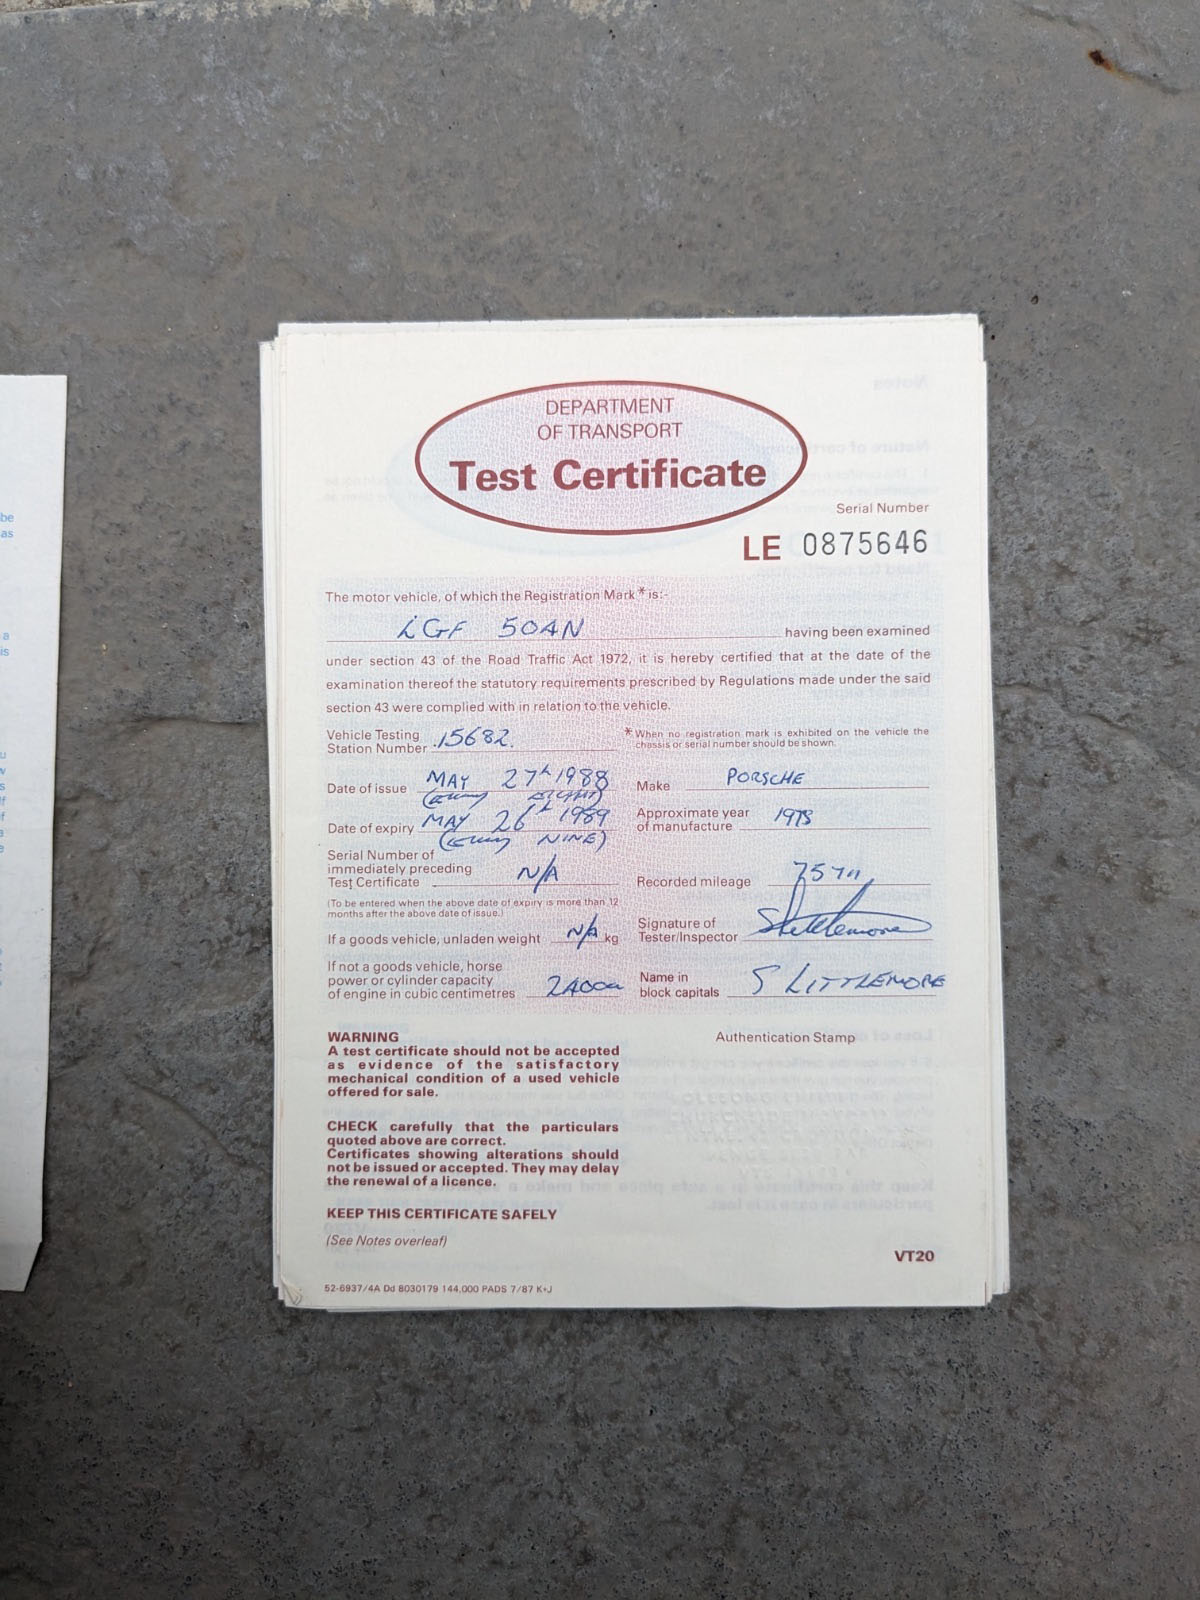 DEPARTMENT
OF TRANSPORT
Test Certificate
Serial Number
LE 0875646
The motor vehicle, of which the Registration Mark * is:-
LGF 504N having been examined
under section 43 of the Road Traffic Act 1972, it is hereby certified that at the date of the
examination thereof the statutory requirements prescribed by Regulations made under the said
section 43 were complied with in relation to the vehicle.
Vehicle Testing
Station Number 15682
* When no registration mark is exhibited on the vehicle the
chassis or serial number should be shown.
Date of issue MAY 27th 1988
(EIGHTY EIGHT)
Make PORSCHE
Date of expiry MAY 26th 1989
(EIGHTY NINE)
Approximate year
of manufacture
Serial Number of
immediately preceding
Test Certificate N/A
Recorded mileage
(To be entered when the above date of expiry is more than 12
months after the above date of issue.)
Signature of
Tester/Inspector S Littlemore
If a goods vehicle, unladen weight N/A kg
If not a goods vehicle, horse
power or cylinder capacity
of engine in cubic centimetres 2400cc
Name in
block capitals S LITTLEMORE
WARNING
A test certificate should not be accepted
as evidence of the satisfactory
mechanical condition of a used vehicle
offered for sale.
Authentication Stamp
CHECK carefully that the particulars
quoted above are correct.
Certificates showing alterations should
not be issued or accepted. They may delay
the renewal of a licence.
KEEP THIS CERTIFICATE SAFELY
(See Notes overleaf)
VT20
52-6937/4A Dd 8030179 144,000 PADS 7/87 K+J
be
as
a
is